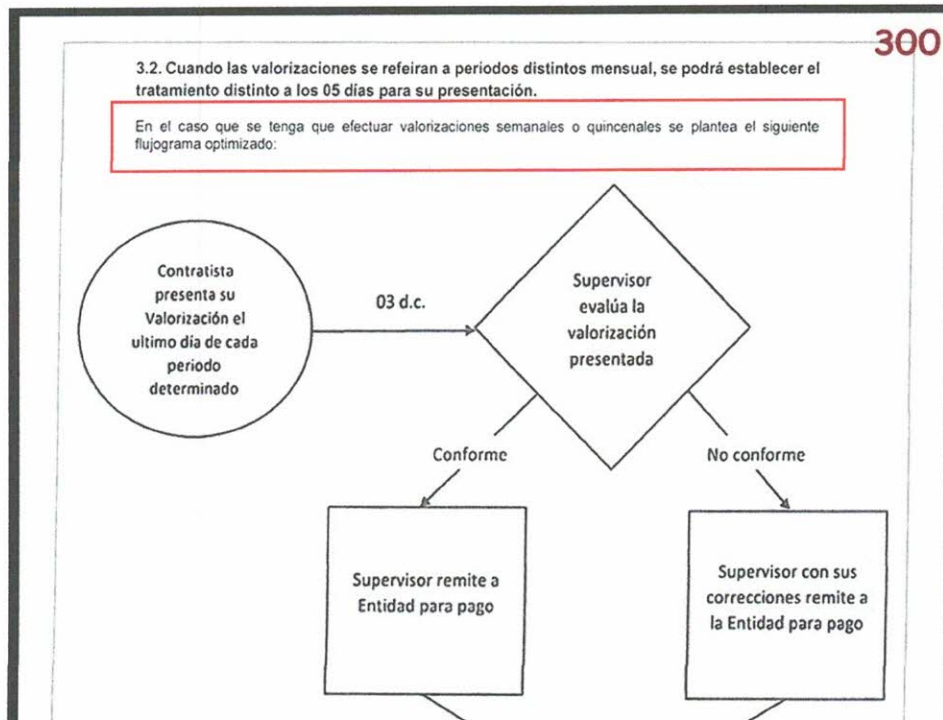 300
3.2. Cuando las valorizaciones se refeiran a periodos distintos mensual, se podrá establecer el
tratamiento distinto a los 05 días para su presentación.
En el caso que se tenga que efectuar valorizaciones semanales o quincenales se plantea el siguiente
flujograma optimizado:
Contratista
presenta su
Valorización el
ultimo día de cada
periodo
determinado
03 d.c.
Supervisor
evalúa la
valorización
presentada
Conforme
No conforme
Supervisor remite a
Entidad para pago
Supervisor con sus
correcciones remite a
la Entidad para pago